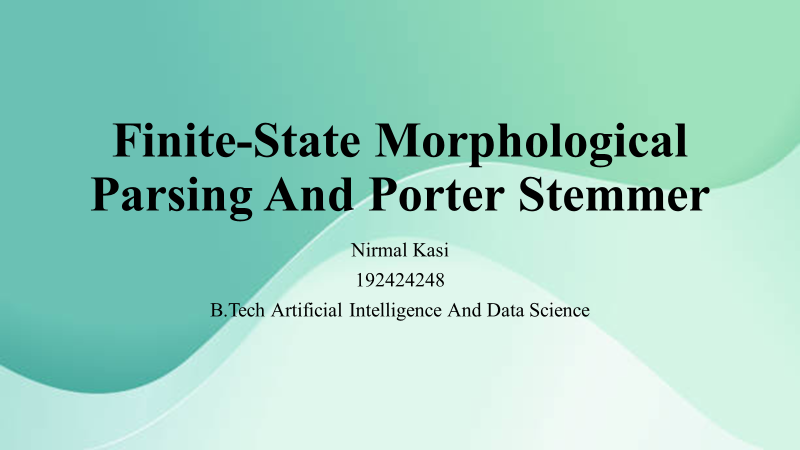 Finite-State Morphological
Parsing And Porter Stemmer
Nirmal Kasi
192424248
B.Tech Artificial Intelligence And Data Science